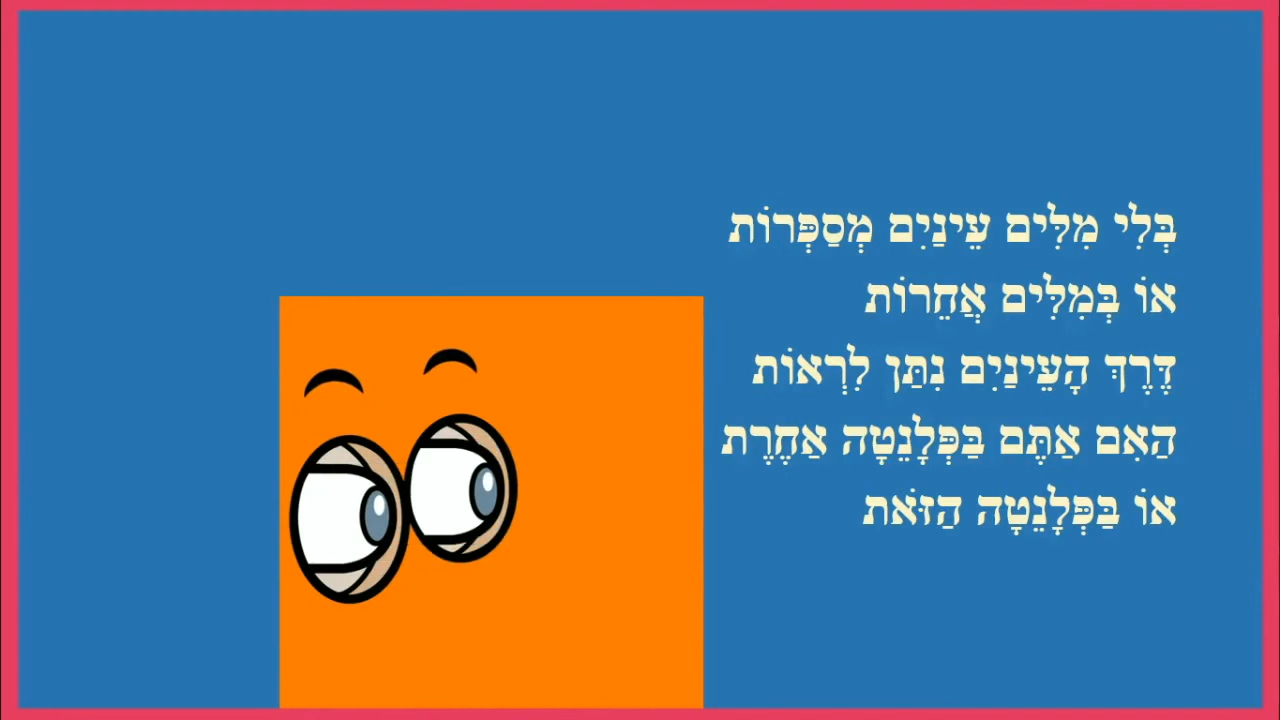 בְּלִי מִלִּים עֵינַיִם מְסַפְּרוֹת
אוֹ בְּמִלִּים אֲחֵרוֹת
דֶּרֶךְ הָעֵינַיִם נִתַּן לִרְאוֹת
הַאִם אַתֶּם בַּפְּלָנֵטָה אַחֶרֶת
אוֹ בַּפְּלָנֵטָה הַזֹּאת